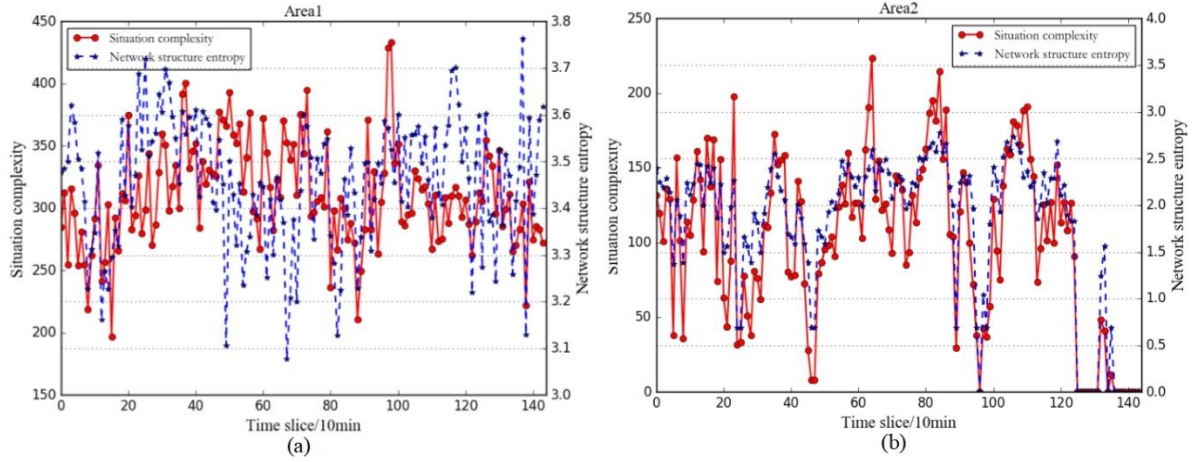 Area1
Situation complexity
Network structure entropy
450
400
350
300
250
200
150
Situation complexity
3.8
3.7
3.6
3.5
3.4
3.3
3.2
3.1
3.0
Network structure entropy
0 20 40 60 80 100 120 140
Time slice/10min
(a)
Area2
Situation complexity
Network structure entropy
250
200
150
100
50
0
Situation complexity
4.0
3.5
3.0
2.5
2.0
1.5
1.0
0.5
0.0
Network structure entropy
0 20 40 60 80 100 120 140
Time slice/10min
(b)